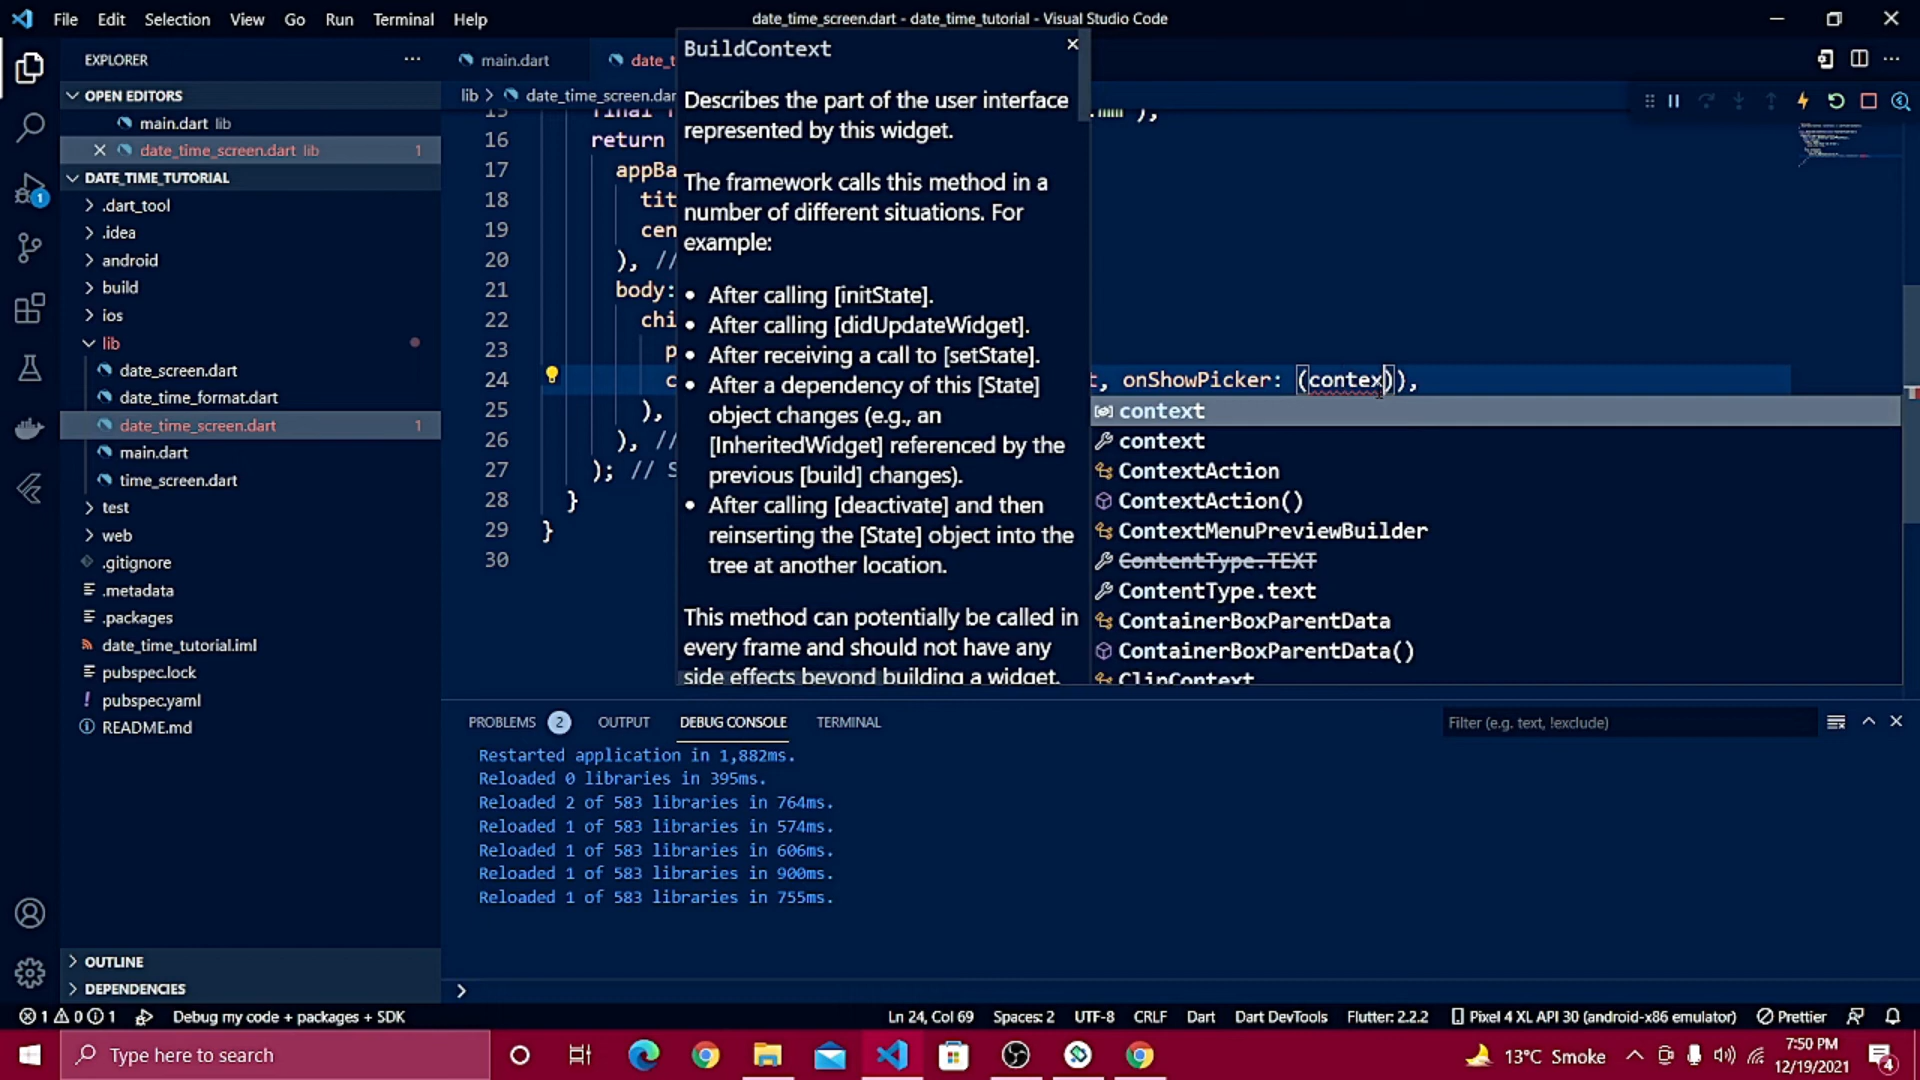 File Edit Selection View Go Run Terminal Help
date_time_screen.dart - date_time_tutorial - Visual Studio Code
EXPLORER
OPEN EDITORS
main.dart lib
date_time_screen.dart lib 1
DATE_TIME_TUTORIAL
.dart_tool
.idea
android
build
ios
lib
date_screen.dart
date_time_format.dart
date_time_screen.dart 1
main.dart
time_screen.dart
test
web
.gitignore
.metadata
.packages
date_time_tutorial.iml
pubspec.lock
pubspec.yaml
README.md
OUTLINE
DEPENDENCIES
1
main.dart
date_t
lib > date_time_screen.dar
15 final
16 return
17 appBa
18 tit
19 cen
20 ), //
21 body:
22 chi
23 p
24 c t, onShowPicker: (contex)),
25 ),
26 ), //
27 ); // S
28 }
29 }
30
BuildContext
Describes the part of the user interface
represented by this widget.
The framework calls this method in a
number of different situations. For
example:
• After calling [initState].
• After calling [didUpdateWidget].
• After receiving a call to [setState].
• After a dependency of this [State]
object changes (e.g., an
[InheritedWidget] referenced by the
previous [build] changes).
• After calling [deactivate] and then
reinserting the [State] object into the
tree at another location.
This method can potentially be called in
every frame and should not have any
side effects beyond building a widget.
context
context
ContextAction
ContextAction()
ContextMenuPreviewBuilder
ContentType.TEXT
ContentType.text
ContainerBoxParentData
ContainerBoxParentData()
ClipContext
PROBLEMS 2 OUTPUT DEBUG CONSOLE TERMINAL
Filter (e.g. text, !exclude)
Restarted application in 1,882ms.
Reloaded 0 libraries in 395ms.
Reloaded 2 of 583 libraries in 764ms.
Reloaded 1 of 583 libraries in 574ms.
Reloaded 1 of 583 libraries in 606ms.
Reloaded 1 of 583 libraries in 900ms.
Reloaded 1 of 583 libraries in 755ms.
1 0 1 Debug my code + packages + SDK
Ln 24, Col 69 Spaces: 2 UTF-8 CRLF Dart Dart DevTools Flutter: 2.2.2 Pixel 4 XL API 30 (android-x86 emulator) Prettier
Type here to search
13°C Smoke
7:50 PM
12/19/2021
4